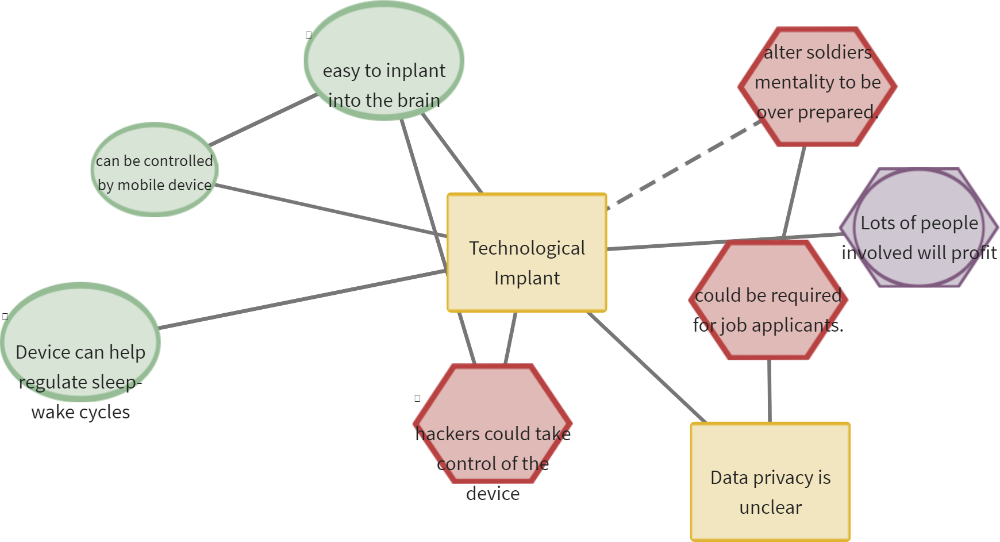 easy to inplant
into the brain
alter soldiers
mentality to be
over prepared.
can be controlled
by mobile device
Lots of people
involved will profit
Technological
Implant
could be required
for job applicants.
Device can help
regulate sleep-
wake cycles
hackers could take
control of the
device
Data privacy is
unclear